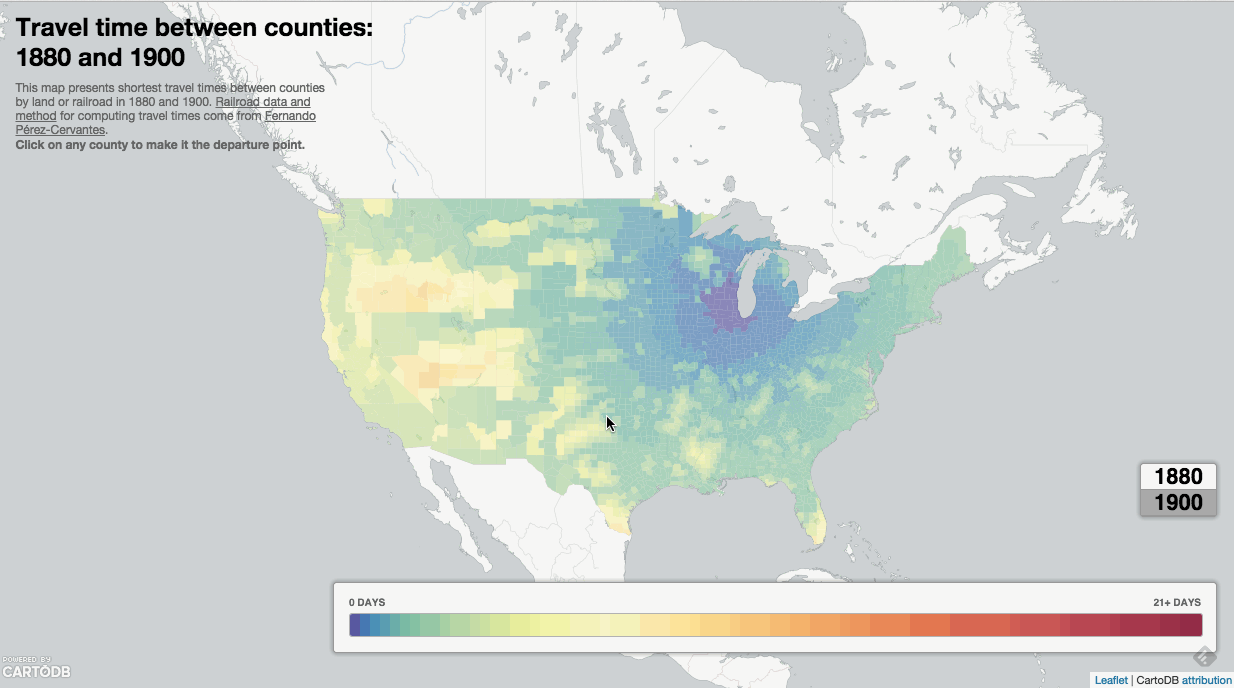 Travel time between counties:
1880 and 1900
This map presents shortest travel times between counties
by land or railroad in 1880 and 1900. Railroad data and
method for computing travel times come from Fernando
Pérez-Cervantes.
Click on any county to make it the departure point.
1880
1900
0 DAYS
21+ DAYS
POWERED BY
CARTODB
Leaflet | CartoDB attribution